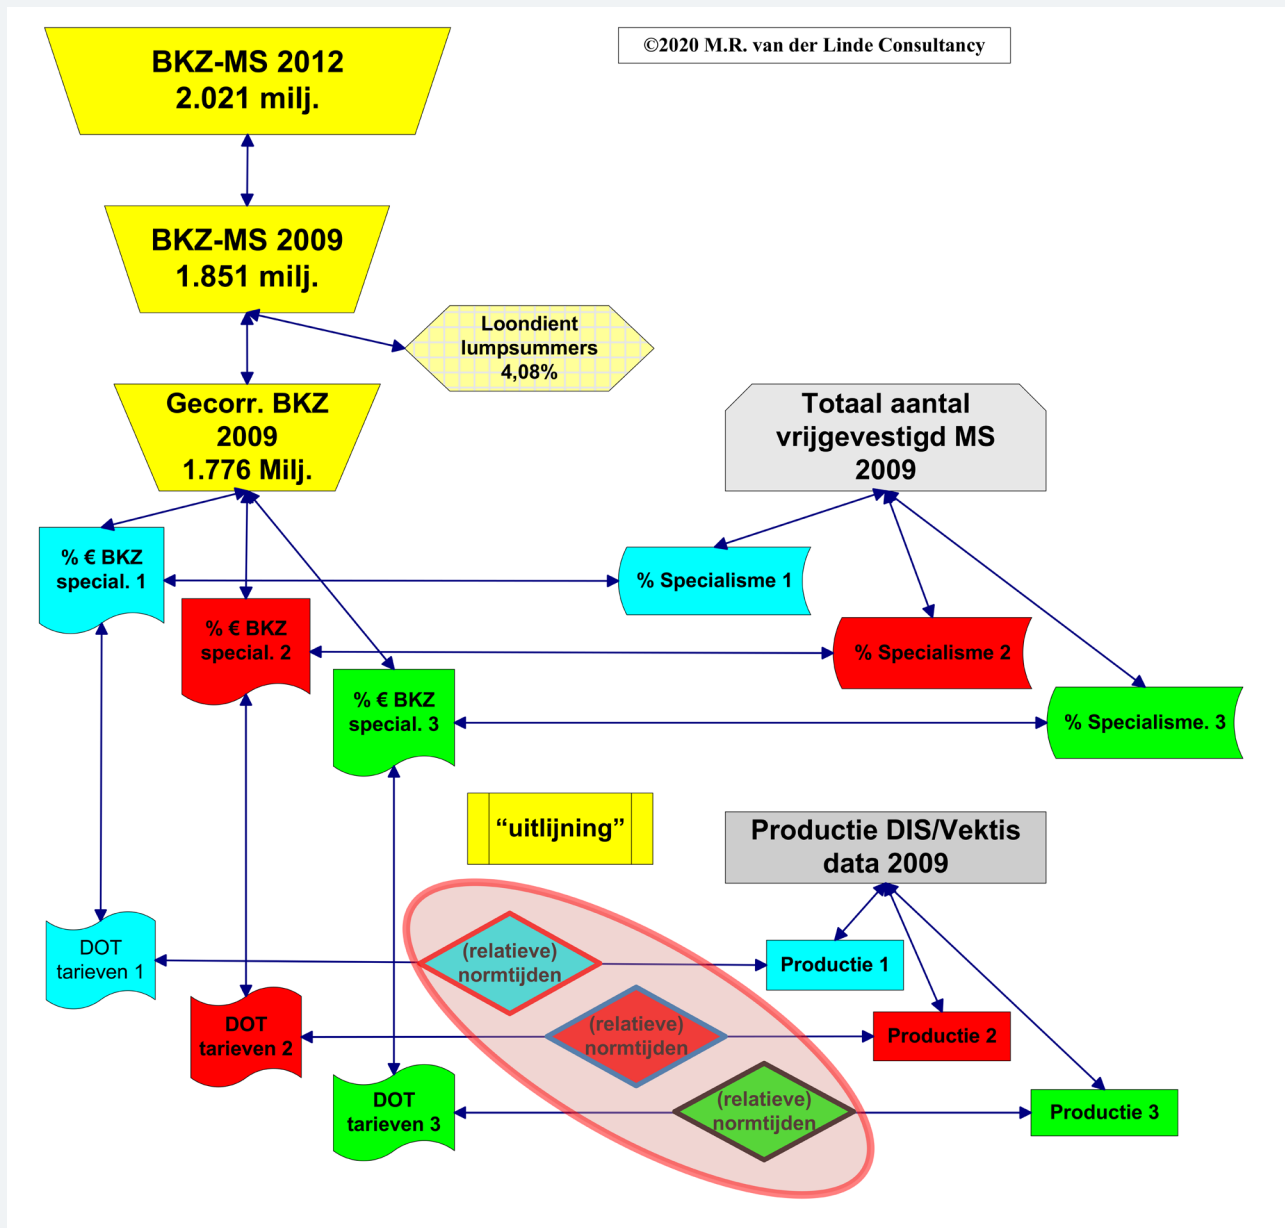 ©2020 M.R. van der Linde Consultancy
BKZ-MS 2012
2.021 milj.
BKZ-MS 2009
1.851 milj.
Loondient
lumpsummers
4,08%
Gecorr. BKZ
2009
1.776 Milj.
Totaal aantal
vrijgevestigd MS
2009
% € BKZ
special. 1
% Specialisme 1
% € BKZ
special. 2
% Specialisme 2
% € BKZ
special. 3
% Specialisme. 3
“uitlijning”
Productie DIS/Vektis
data 2009
DOT
tarieven 1
(relatieve)
normtijden
Productie 1
DOT
tarieven 2
(relatieve)
normtijden
Productie 2
DOT
tarieven 3
(relatieve)
normtijden
Productie 3